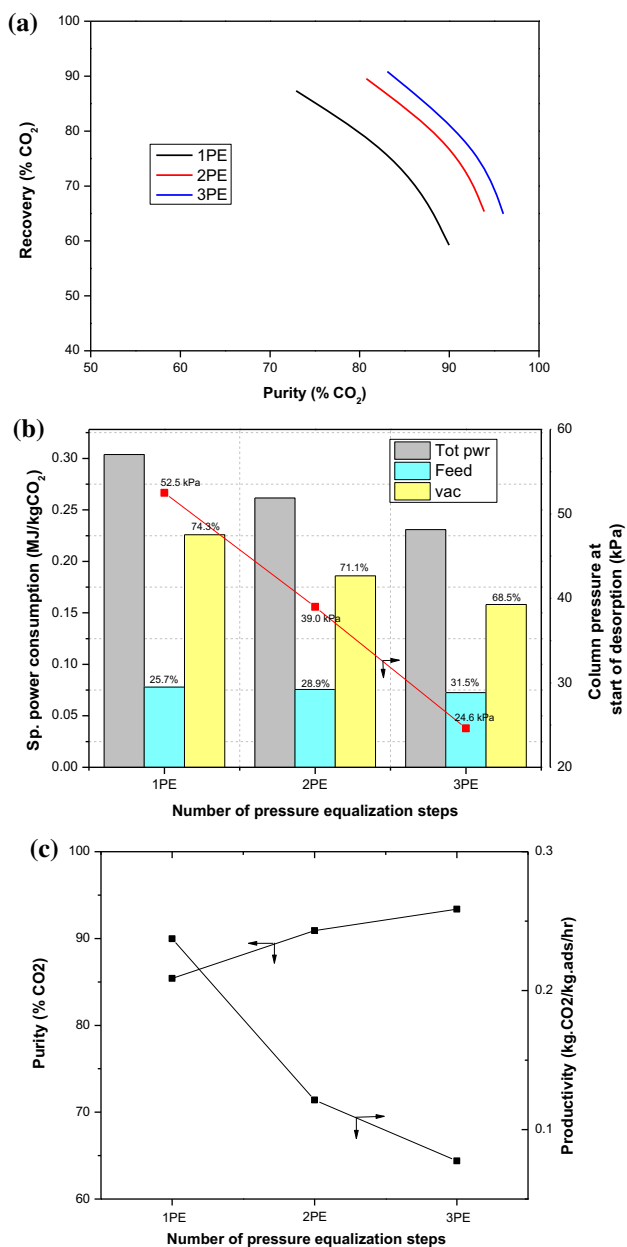 (a)
100
90
80
70
60
50
40
Recovery (% CO₂)
1PE
2PE
3PE
50 60 70 80 90 100
Purity (% CO₂)
(b)
0.30
0.25
0.20
0.15
0.10
0.05
0.00
Sp. power consumption (MJ/kgCO₂)
Tot pwr
Feed
vac
52.5 kPa
74.3%
39.0 kPa
71.1%
68.5%
25.7%
28.9%
31.5%
24.6 kPa
60
50
40
30
20
Column pressure at
start of desorption (kPa)
1PE 2PE 3PE
Number of pressure equalization steps
(c)
100
90
80
70
60
Purity (% CO2)
0.3
0.2
0.1
Productivity (kg.CO2/kg.ads/hr)
1PE 2PE 3PE
Number of pressure equalization steps